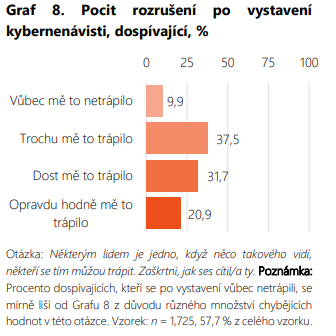 Graf 8. Pocit rozrušení po vystavení
kybernenávisti, dospívající, %
0 25 50 75 100
Vůbec mě to netrápilo 9,9
Trochu mě to trápilo 37,5
Dost mě to trápilo 31,7
Opravdu hodně mě to
trápilo 20,9
Otázka: Některým lidem je jedno, když něco takového vidí,
někteří se tím můžou trápit. Zaškrtni, jak ses cítil/a ty. Poznámka:
Procento dospívajících, kteří se po vystavení vůbec netrápili, se
mírně liší od Grafu 8 z důvodu různého množství chybějících
hodnot v této otázce. Vzorek: n = 1,725, 57,7 % z celého vzorku.